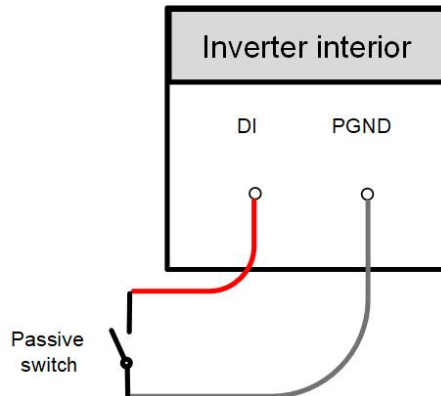 Inverter interior
DI PGND
Passive
switch